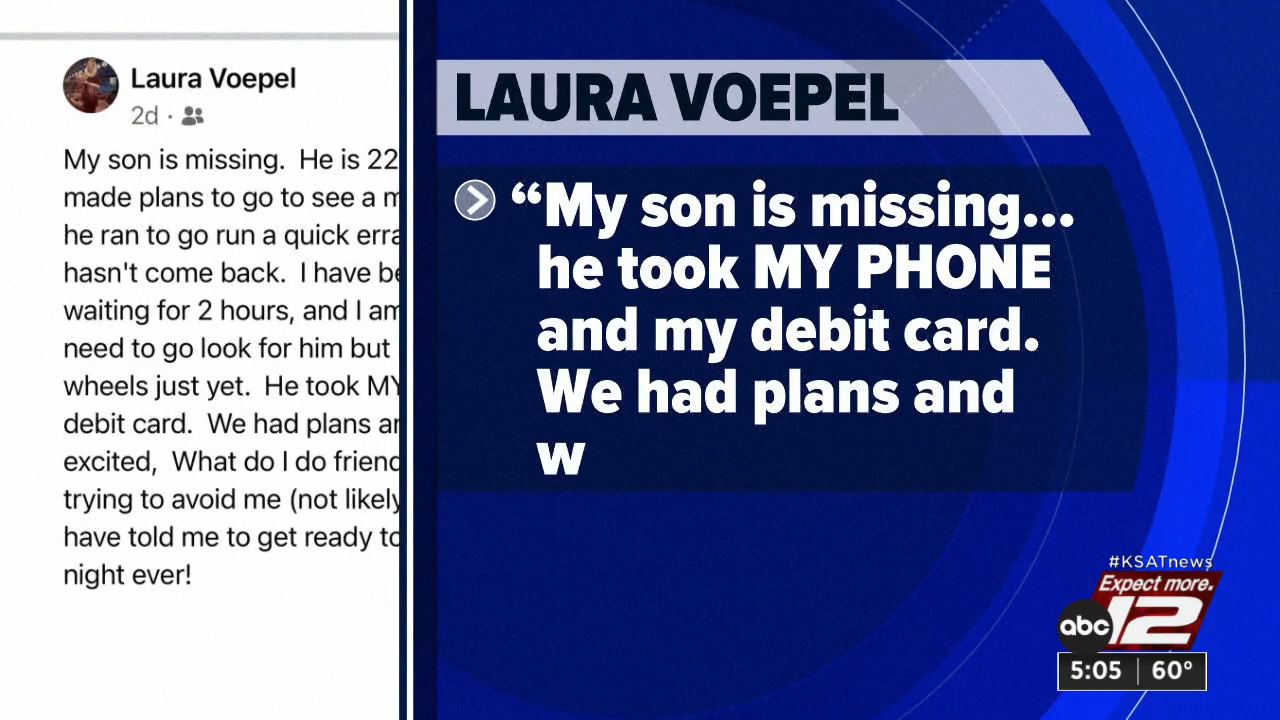 Laura Voepel
2d ·
My son is missing. He is 22
made plans to go to see a m
he ran to go run a quick erra
hasn't come back. I have be
waiting for 2 hours, and I am
need to go look for him but
wheels just yet. He took MY
debit card. We had plans ar
excited, What do I do friend
trying to avoid me (not likely
have told me to get ready to
night ever!
LAURA VOEPEL
“My son is missing...
he took MY PHONE
and my debit card.
We had plans and
w
#KSATnews
Expect more.
abc 12
5:05 60°